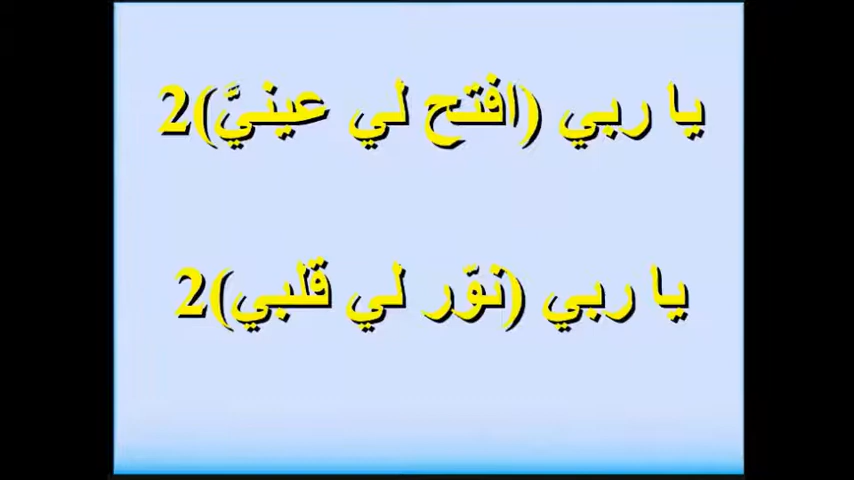 يا ربي (افتح لي عينيَّ)2
يا ربي (نوّر لي قلبي)2